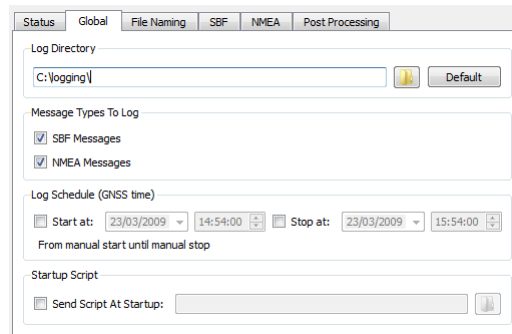 Status Global File Naming SBF NMEA Post Processing
Log Directory
C:\logging\ Default
Message Types To Log
SBF Messages
NMEA Messages
Log Schedule (GNSS time)
Start at: 23/03/2009 14:54:00 Stop at: 23/03/2009 15:54:00
From manual start until manual stop
Startup Script
Send Script At Startup: